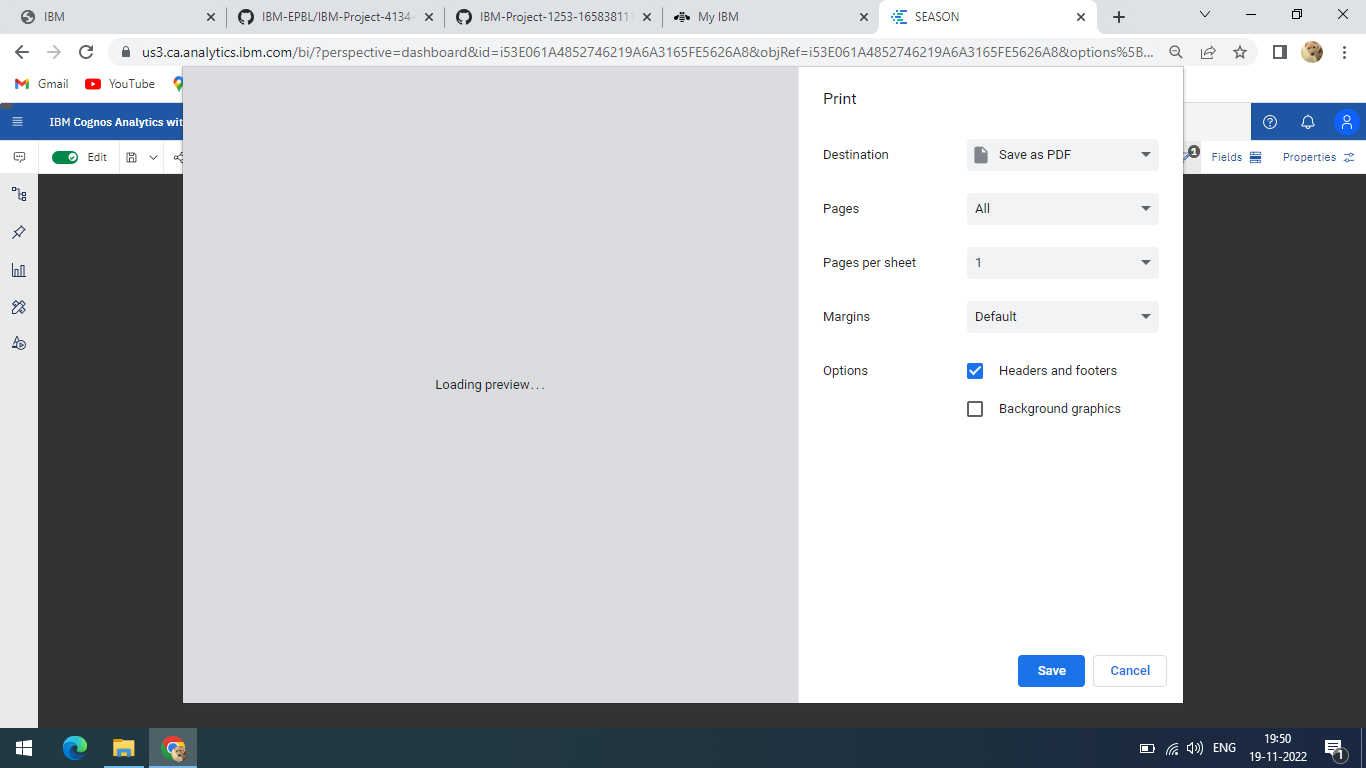 IBM
IBM-EPBL/IBM-Project-4134-
IBM-Project-1253-165838111
My IBM
SEASON
us3.ca.analytics.ibm.com/bi/?perspective=dashboard&id=i53E061A4852746219A6A3165FE5626A8&objRef=i53E061A4852746219A6A3165FE5626A8&options%5B...
Gmail
YouTube
IBM Cognos Analytics wit
Edit
1
Fields
Properties
Print
Destination
Save as PDF
Pages
All
Pages per sheet
1
Margins
Default
Options
Headers and footers
Background graphics
Loading preview...
Save
Cancel
ENG
19:50
19-11-2022
1